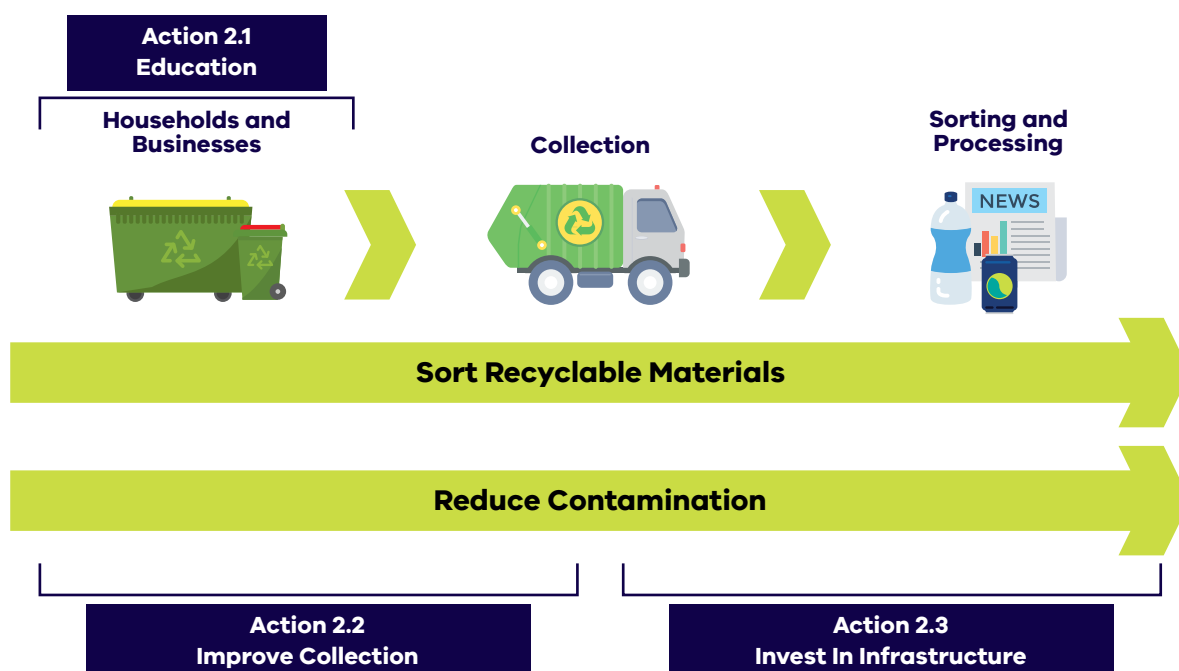 Action 2.1
Education
Households and
Businesses
Collection
Sorting and
Processing
NEWS
Sort Recyclable Materials
Reduce Contamination
Action 2.2
Improve Collection
Action 2.3
Invest In Infrastructure